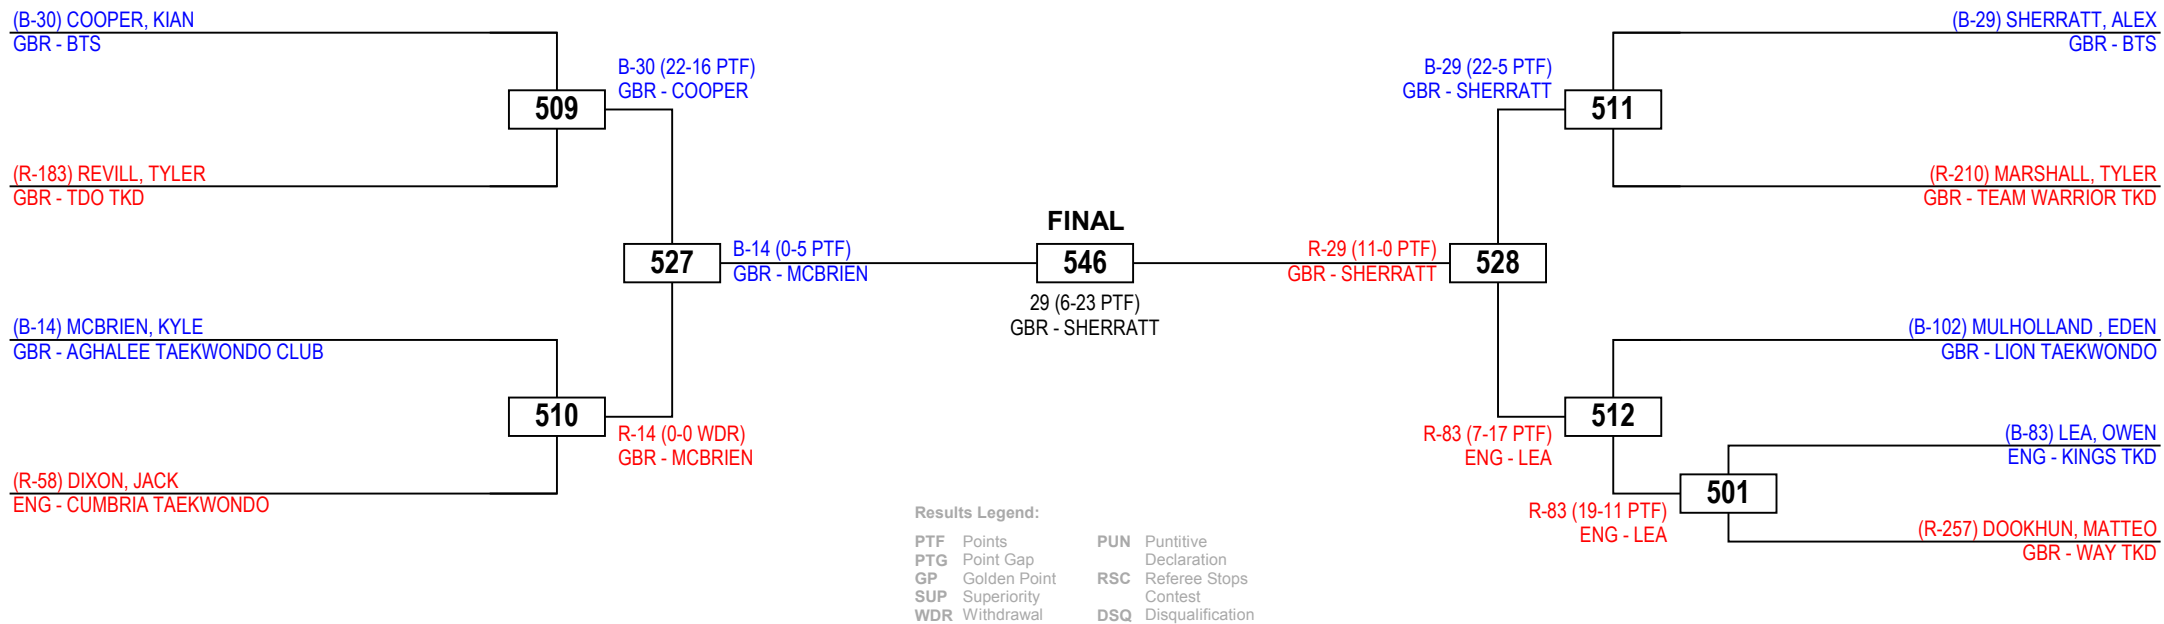 (B-30) COOPER, KIAN
GBR - BTS
B-30 (22-16 PTF)
GBR - COOPER
509
(R-183) REVILL, TYLER
GBR - TDO TKD
527
B-14 (0-5 PTF)
GBR - MCBRIEN
(B-14) MCBRIEN, KYLE
GBR - AGHALEE TAEKWONDO CLUB
510
R-14 (0-0 WDR)
GBR - MCBRIEN
(R-58) DIXON, JACK
ENG - CUMBRIA TAEKWONDO
FINAL
546
29 (6-23 PTF)
GBR - SHERRATT
(B-29) SHERRATT, ALEX
GBR - BTS
B-29 (22-5 PTF)
GBR - SHERRATT
511
(R-210) MARSHALL, TYLER
GBR - TEAM WARRIOR TKD
R-29 (11-0 PTF)
GBR - SHERRATT
528
(B-102) MULHOLLAND , EDEN
GBR - LION TAEKWONDO
512
R-83 (7-17 PTF)
ENG - LEA
(B-83) LEA, OWEN
ENG - KINGS TKD
501
R-83 (19-11 PTF)
ENG - LEA
(R-257) DOOKHUN, MATTEO
GBR - WAY TKD
Results Legend:
PTF Points
PTG Point Gap
GP Golden Point
SUP Superiority
WDR Withdrawal
PUN Puntitive
Declaration
RSC Referee Stops
Contest
DSQ Disqualification